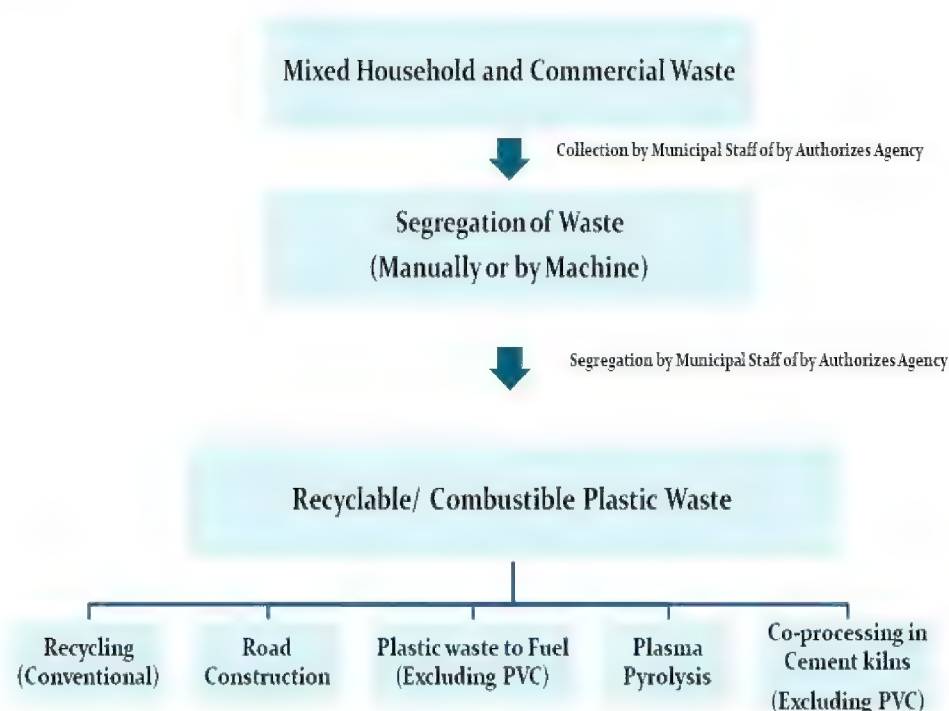 Mixed Household and Commercial Waste
Collection by Municipal Staff of by Authorizes Agency
Segregation of Waste
(Manually or by Machine)
Segregation by Municipal Staff of by Authorizes Agency
Recyclable/ Combustible Plastic Waste
Recycling
(Conventional)
Road
Construction
Plastic waste to Fuel
(Excluding PVC)
Plasma
Pyrolysis
Co-processing in
Cement kilns
(Excluding PVC)